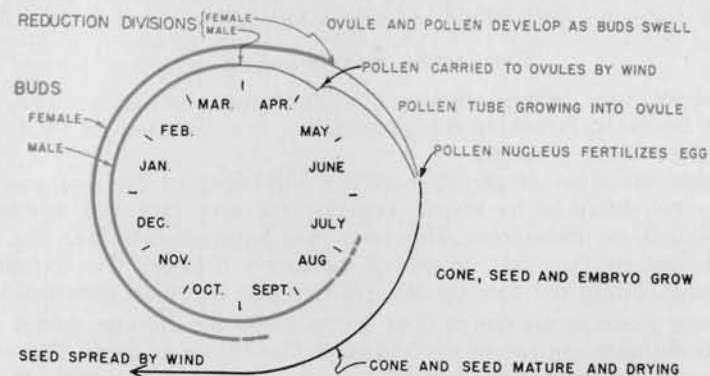 REDUCTION DIVISIONS { FEMALE
MALE
OVULE AND POLLEN DEVELOP AS BUDS SWELL
POLLEN CARRIED TO OVULES BY WIND
BUDS
FEMALE
MALE
POLLEN TUBE GROWING INTO OVULE
POLLEN NUCLEUS FERTILIZES EGG
MAR. APR.
FEB. MAY
JAN. JUNE
DEC. JULY
NOV. AUG
OCT. SEPT.
CONE, SEED AND EMBRYO GROW
SEED SPREAD BY WIND
CONE AND SEED MATURE AND DRYING